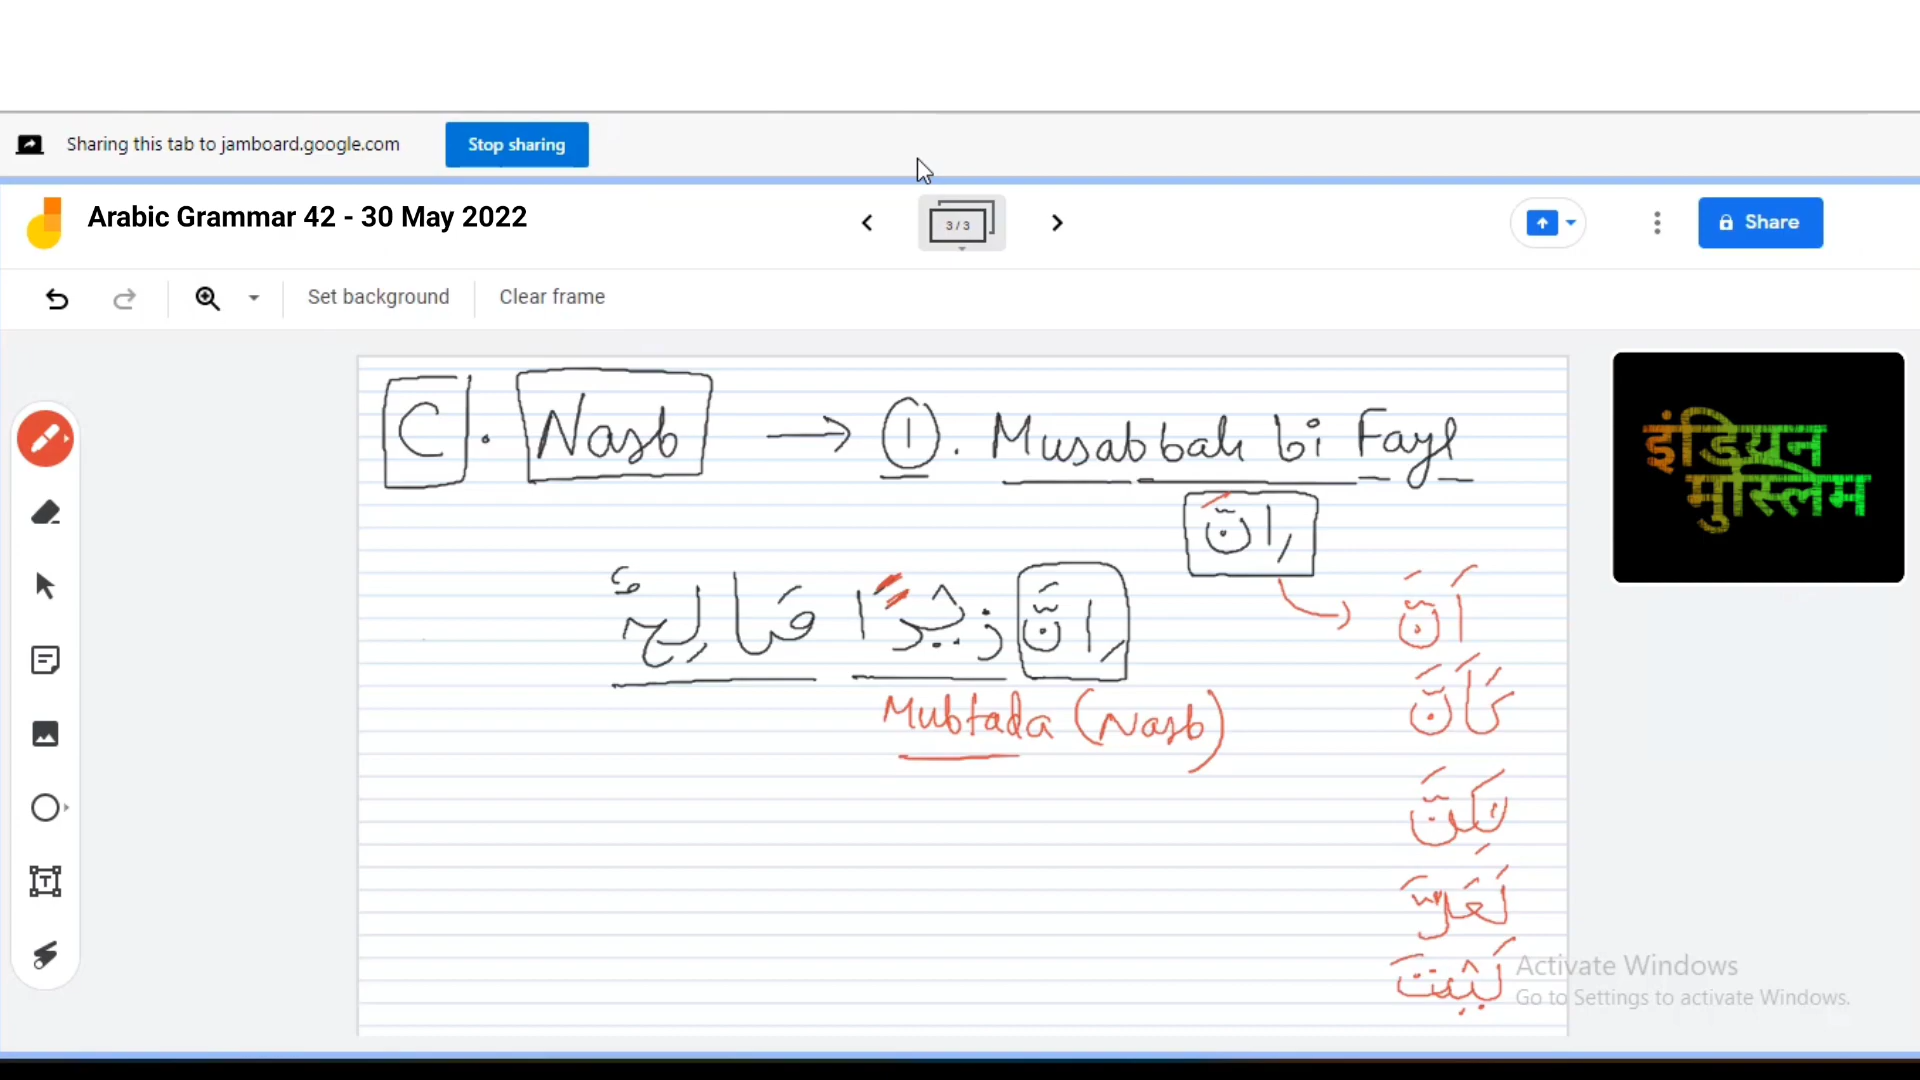 Sharing this tab to jamboard.google.com
Stop sharing
Arabic Grammar 42 - 30 May 2022
3 / 3
Share
Set background
Clear frame
C. Nasb → ①. Musabbah bi Fayl
इंडियन
मुस्लिम
اِنَّ
اِنَّ زَيْدًا صَالِحٌ
اَنَّ
Mubtada (Nasb)
كَاَنَّ
لٰكِنَّ
لَعَلَّ
لَيْتَ
Activate Windows
Go to Settings to activate Windows.